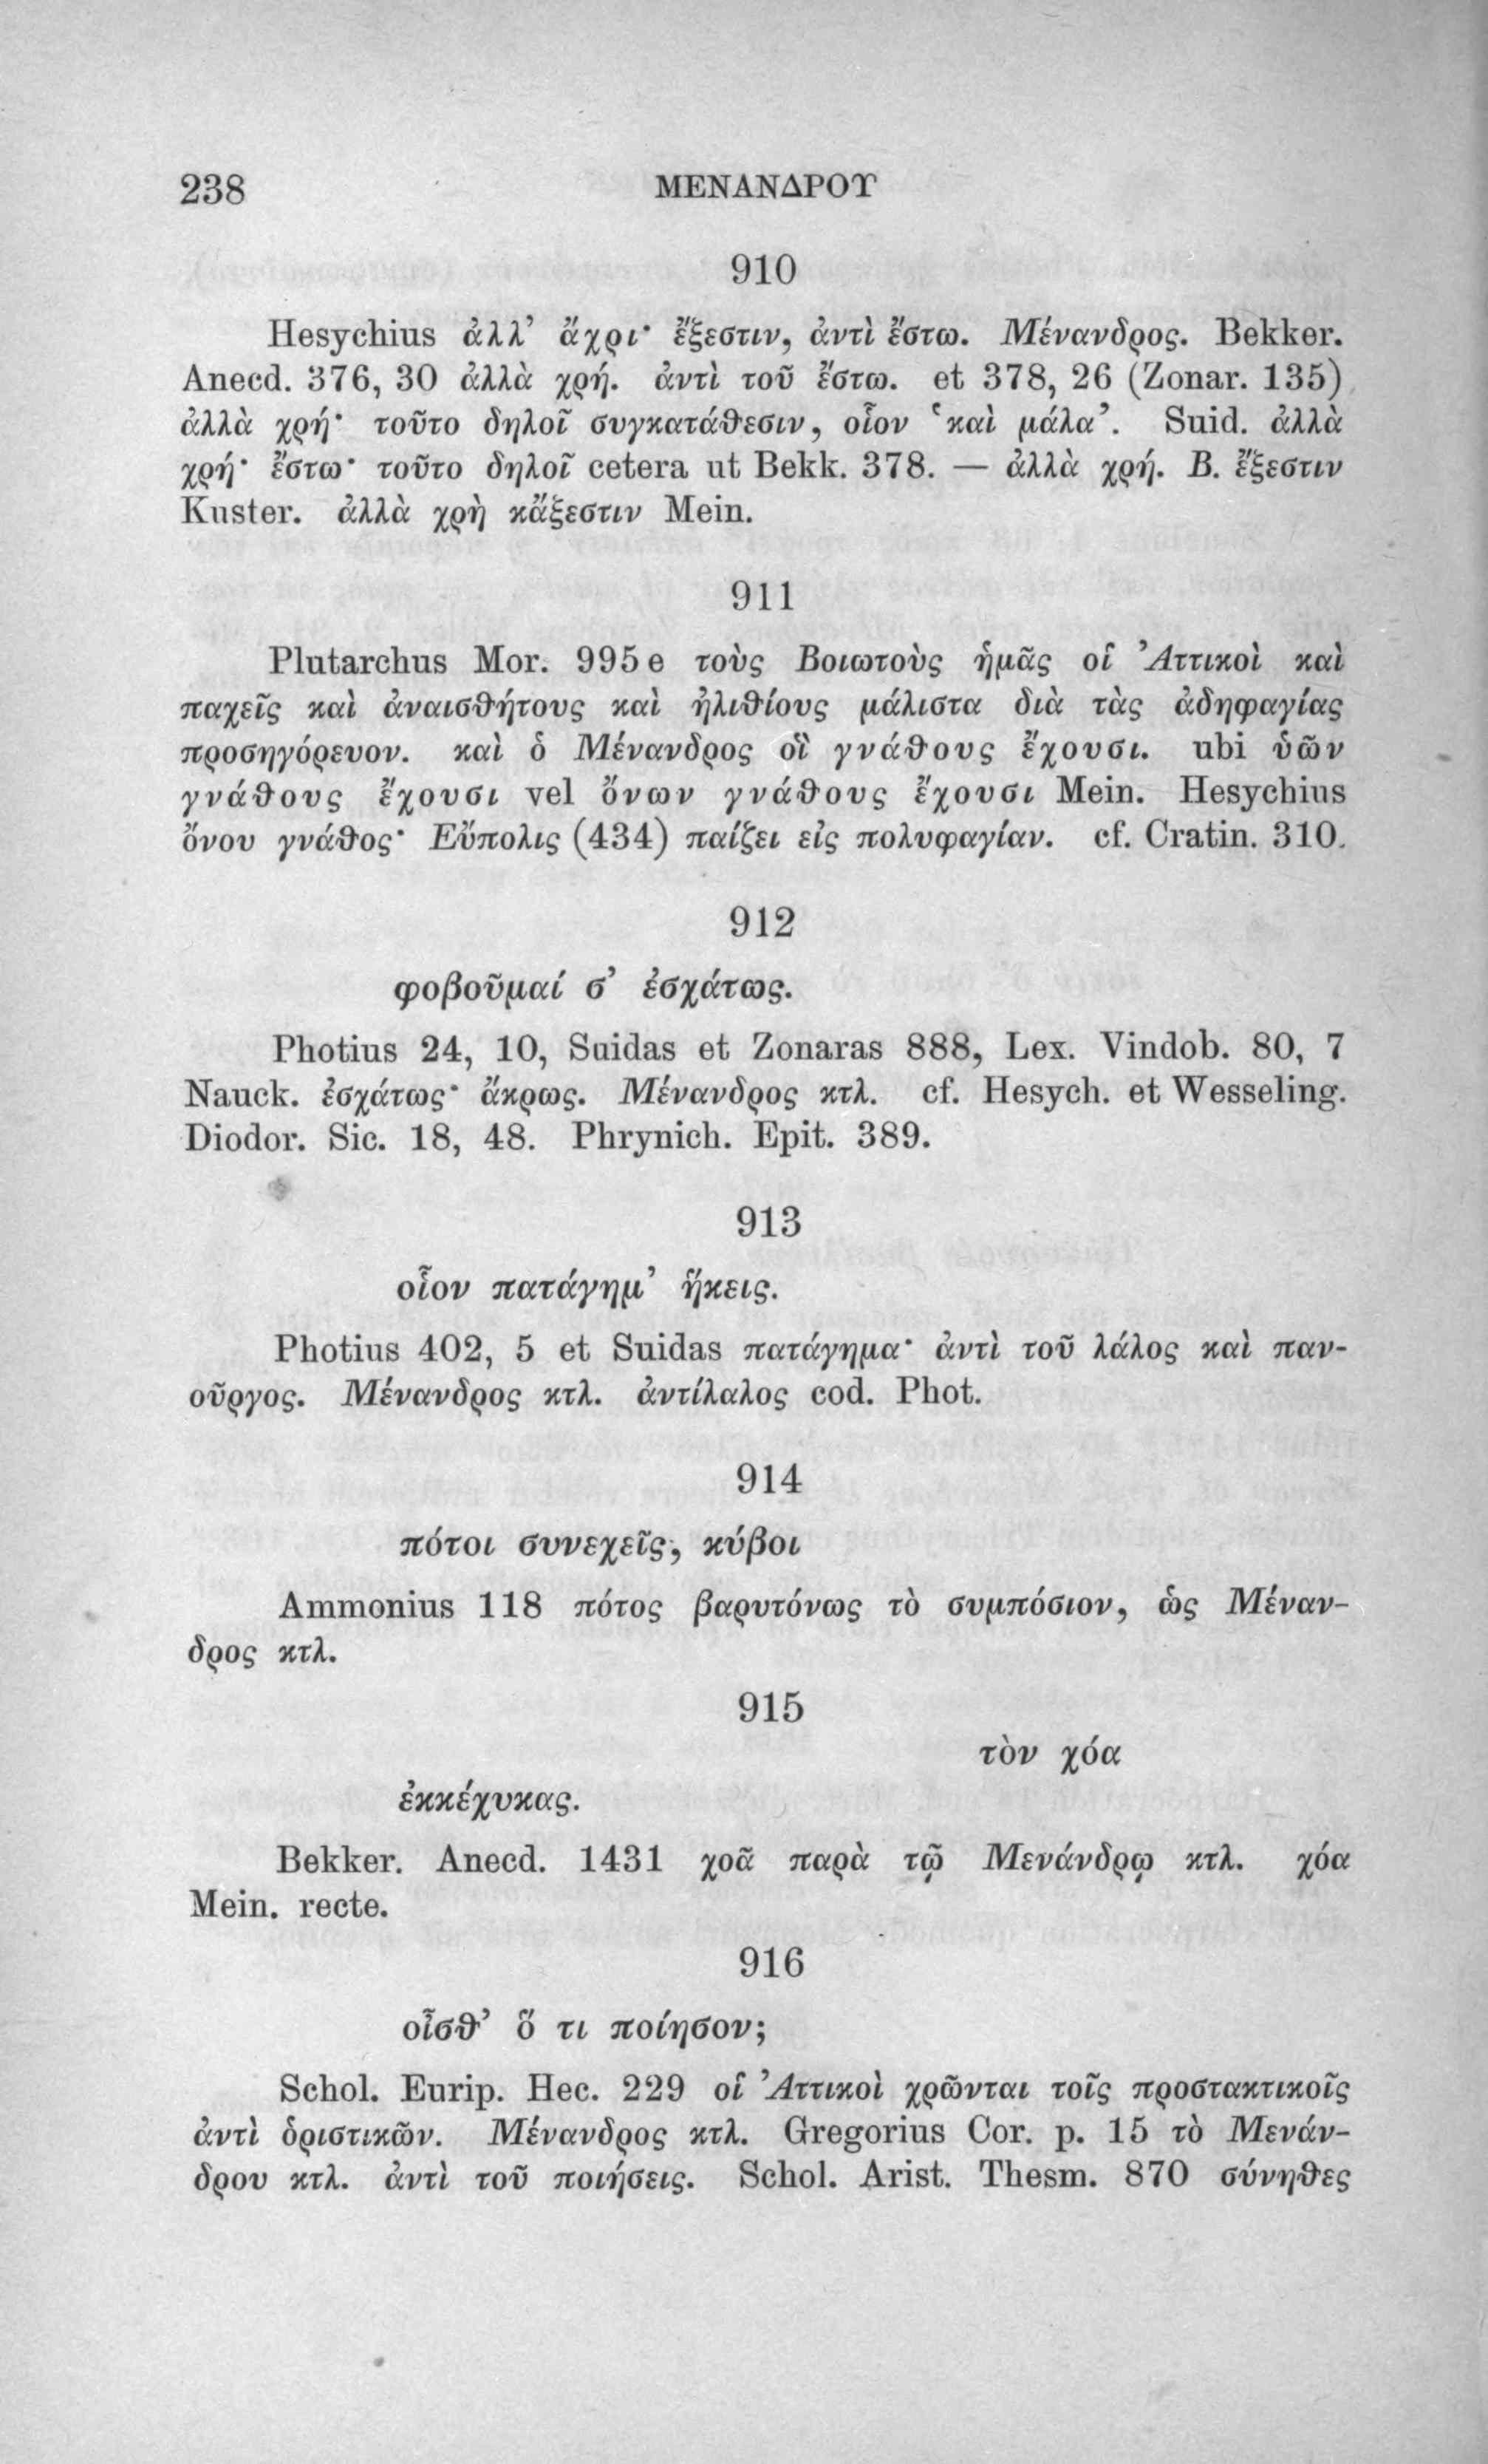 238 ΜΕΝΑΝΔΡΟΥ
910
Hesychius ἀλλ’ ἄχρι· ἔξεστιν, ἀντὶ ἔστω. Μένανδρος. Bekker.
Anecd. 376, 30 ἀλλὰ χρή. ἀντὶ τοῦ ἔστω. et 378, 26 (Zonar. 135)
ἀλλὰ χρή· τοῦτο δηλοῖ συγκατάθεσιν, οἷον ‘καὶ μάλα’. Suid. ἀλλὰ
χρή· ἔστω· τοῦτο δηλοῖ cetera ut Bekk. 378. — ἀλλὰ χρή. Β. ἔξεστιν
Kuster. ἀλλὰ χρὴ κἄξεστιν Mein.
911
Plutarchus Mor. 995 e τοὺς Βοιωτοὺς ἡμᾶς οἱ Ἀττικοὶ καὶ
παχεῖς καὶ ἀναισθήτους καὶ ἠλιθίους μάλιστα διὰ τὰς ἀδηφαγίας
προσηγόρευον. καὶ ὁ Μένανδρος οἳ γνάθους ἔχουσι. ubi ὑῶν
γνάθους ἔχουσι vel ὄνων γνάθους ἔχουσι Mein. Hesychius
ὄνου γνάθος· Εὔπολις (434) παίζει εἰς πολυφαγίαν. cf. Cratin. 310.
912
φοβοῦμαί σ’ ἐσχάτως.
Photius 24, 10, Suidas et Zonaras 888, Lex. Vindob. 80, 7
Nauck. ἐσχάτως· ἄκρως. Μένανδρος κτλ. cf. Hesych. et Wesseling.
Diodor. Sic. 18, 48. Phrynich. Epit. 389.
913
οἷον πατάγημ’ ἥκεις.
Photius 402, 5 et Suidas πατάγημα· ἀντὶ τοῦ λάλος καὶ παν-
οῦργος. Μένανδρος κτλ. ἀντίλαλος cod. Phot.
914
πότοι συνεχεῖς, κύβοι
Ammonius 118 πότος βαρυτόνως τὸ συμπόσιον, ὡς Μέναν-
δρος κτλ.
915
τὸν χόα
ἐκκέχυκας.
Bekker. Anecd. 1431 χοᾶ παρὰ τῷ Μενάνδρῳ κτλ. χόα
Mein. recte.
916
οἶσθ’ ὅ τι ποίησον;
Schol. Eurip. Hec. 229 οἱ Ἀττικοὶ χρῶνται τοῖς προστακτικοῖς
ἀντὶ ὁριστικῶν. Μένανδρος κτλ. Gregorius Cor. p. 15 τὸ Μενάν-
δρου κτλ. ἀντὶ τοῦ ποιήσεις. Schol. Arist. Thesm. 870 σύνηθες